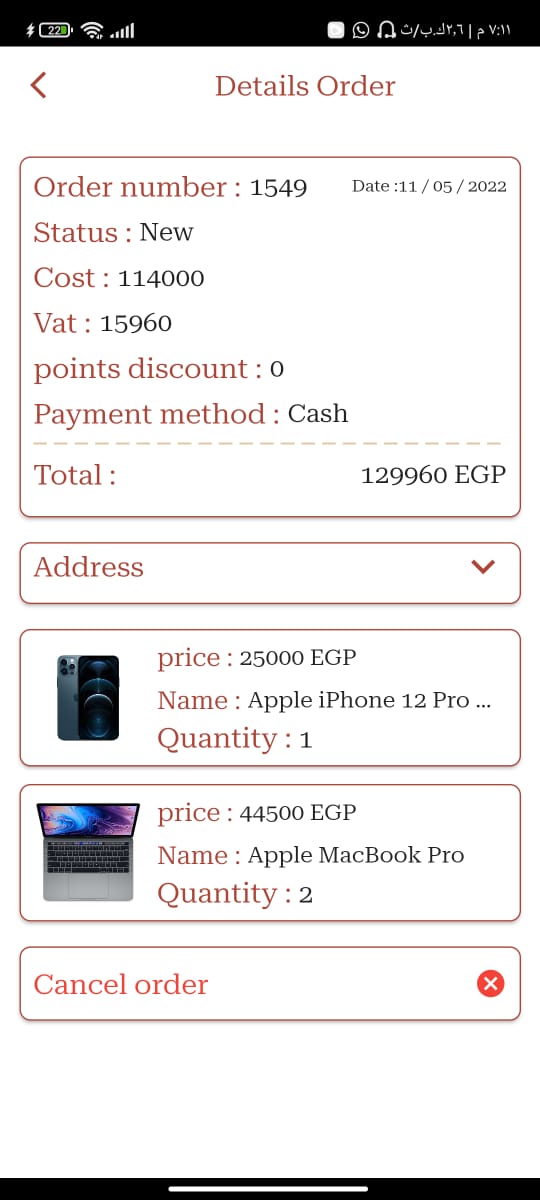 22 ٧:١١ م | ٢,٦ك.ب/ث
Details Order
Order number : 1549 Date :11 / 05 / 2022
Status : New
Cost : 114000
Vat : 15960
points discount : 0
Payment method : Cash
Total : 129960 EGP
Address
price : 25000 EGP
Name : Apple iPhone 12 Pro ...
Quantity : 1
price : 44500 EGP
Name : Apple MacBook Pro
Quantity : 2
Cancel order